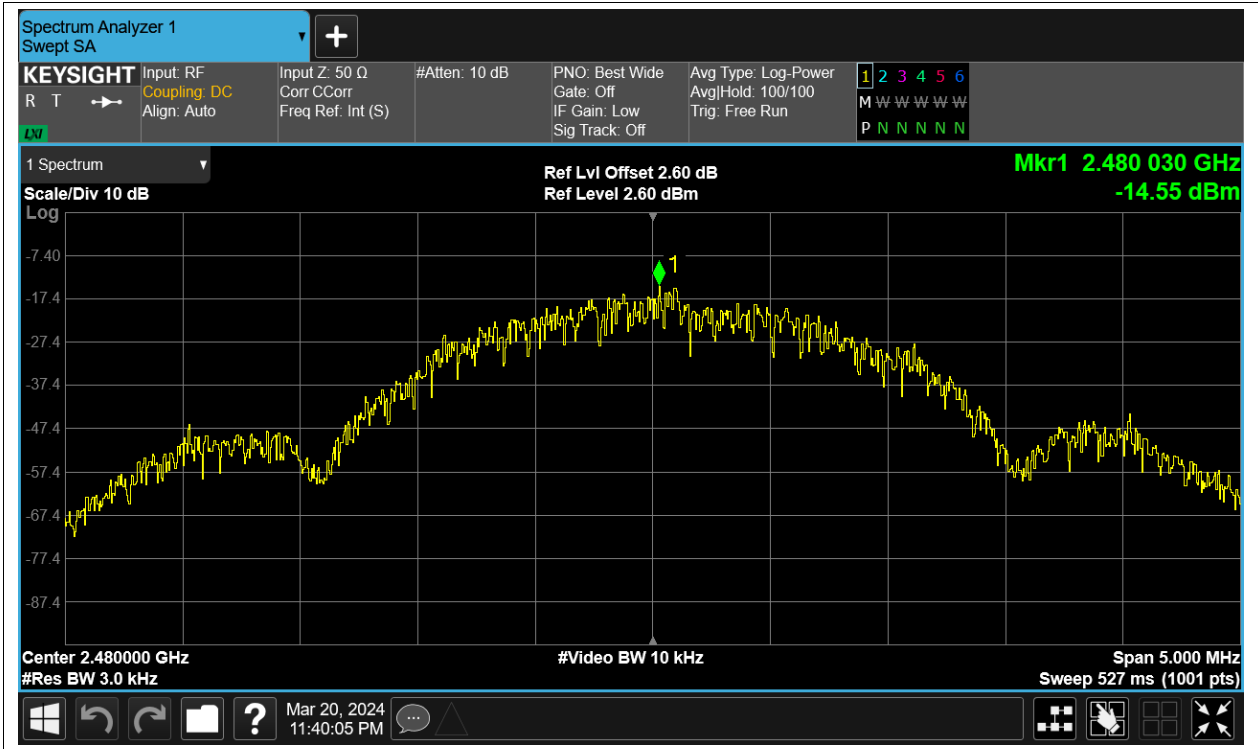 Spectrum Analyzer 1
Swept SA
KEYSIGHT
R T
LXI
Input: RF
Coupling: DC
Align: Auto
Input Z: 50 Ω
Corr CCorr
Freq Ref: Int (S)
#Atten: 10 dB
PNO: Best Wide
Gate: Off
IF Gain: Low
Sig Track: Off
Avg Type: Log-Power
Avg|Hold: 100/100
Trig: Free Run
1 2 3 4 5 6
M W W W W W
P N N N N N
1 Spectrum
Scale/Div 10 dB
Ref Lvl Offset 2.60 dB
Ref Level 2.60 dBm
Mkr1 2.480 030 GHz
-14.55 dBm
Log
1
-7.40
-17.4
-27.4
-37.4
-47.4
-57.4
-67.4
-77.4
-87.4
Center 2.480000 GHz
#Res BW 3.0 kHz
#Video BW 10 kHz
Span 5.000 MHz
Sweep 527 ms (1001 pts)
?
Mar 20, 2024
11:40:05 PM